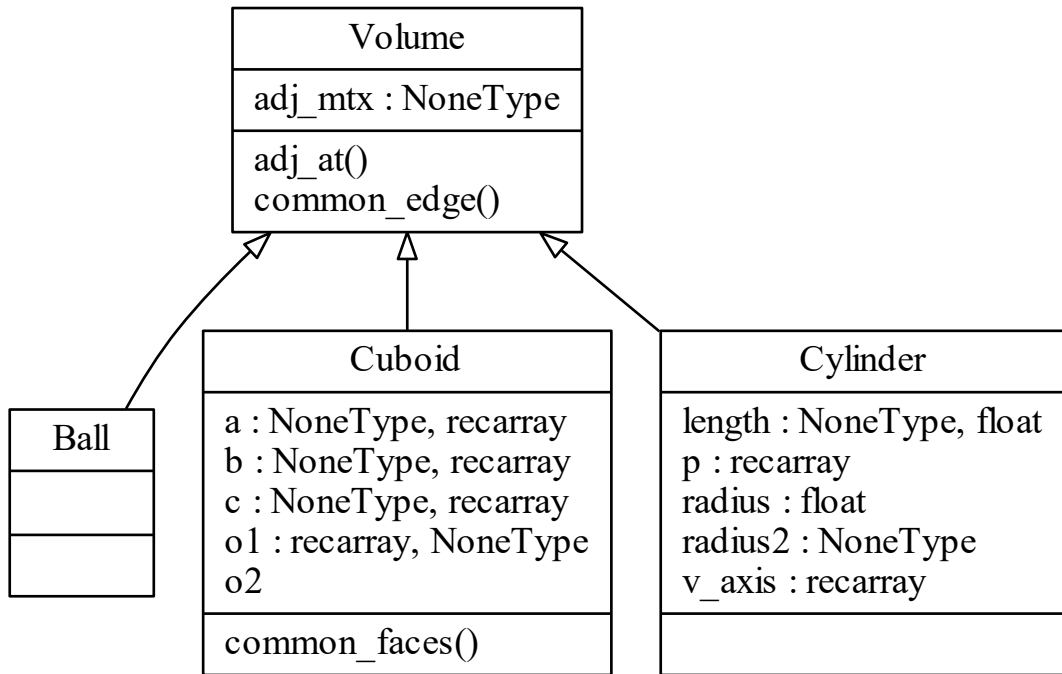 Volume
adj_mtx : NoneType
adj_at()
common_edge()
Ball
Cuboid
a : NoneType, recarray
b : NoneType, recarray
c : NoneType, recarray
o1 : recarray, NoneType
o2
common_faces()
Cylinder
length : NoneType, float
p : recarray
radius : float
radius2 : NoneType
v_axis : recarray